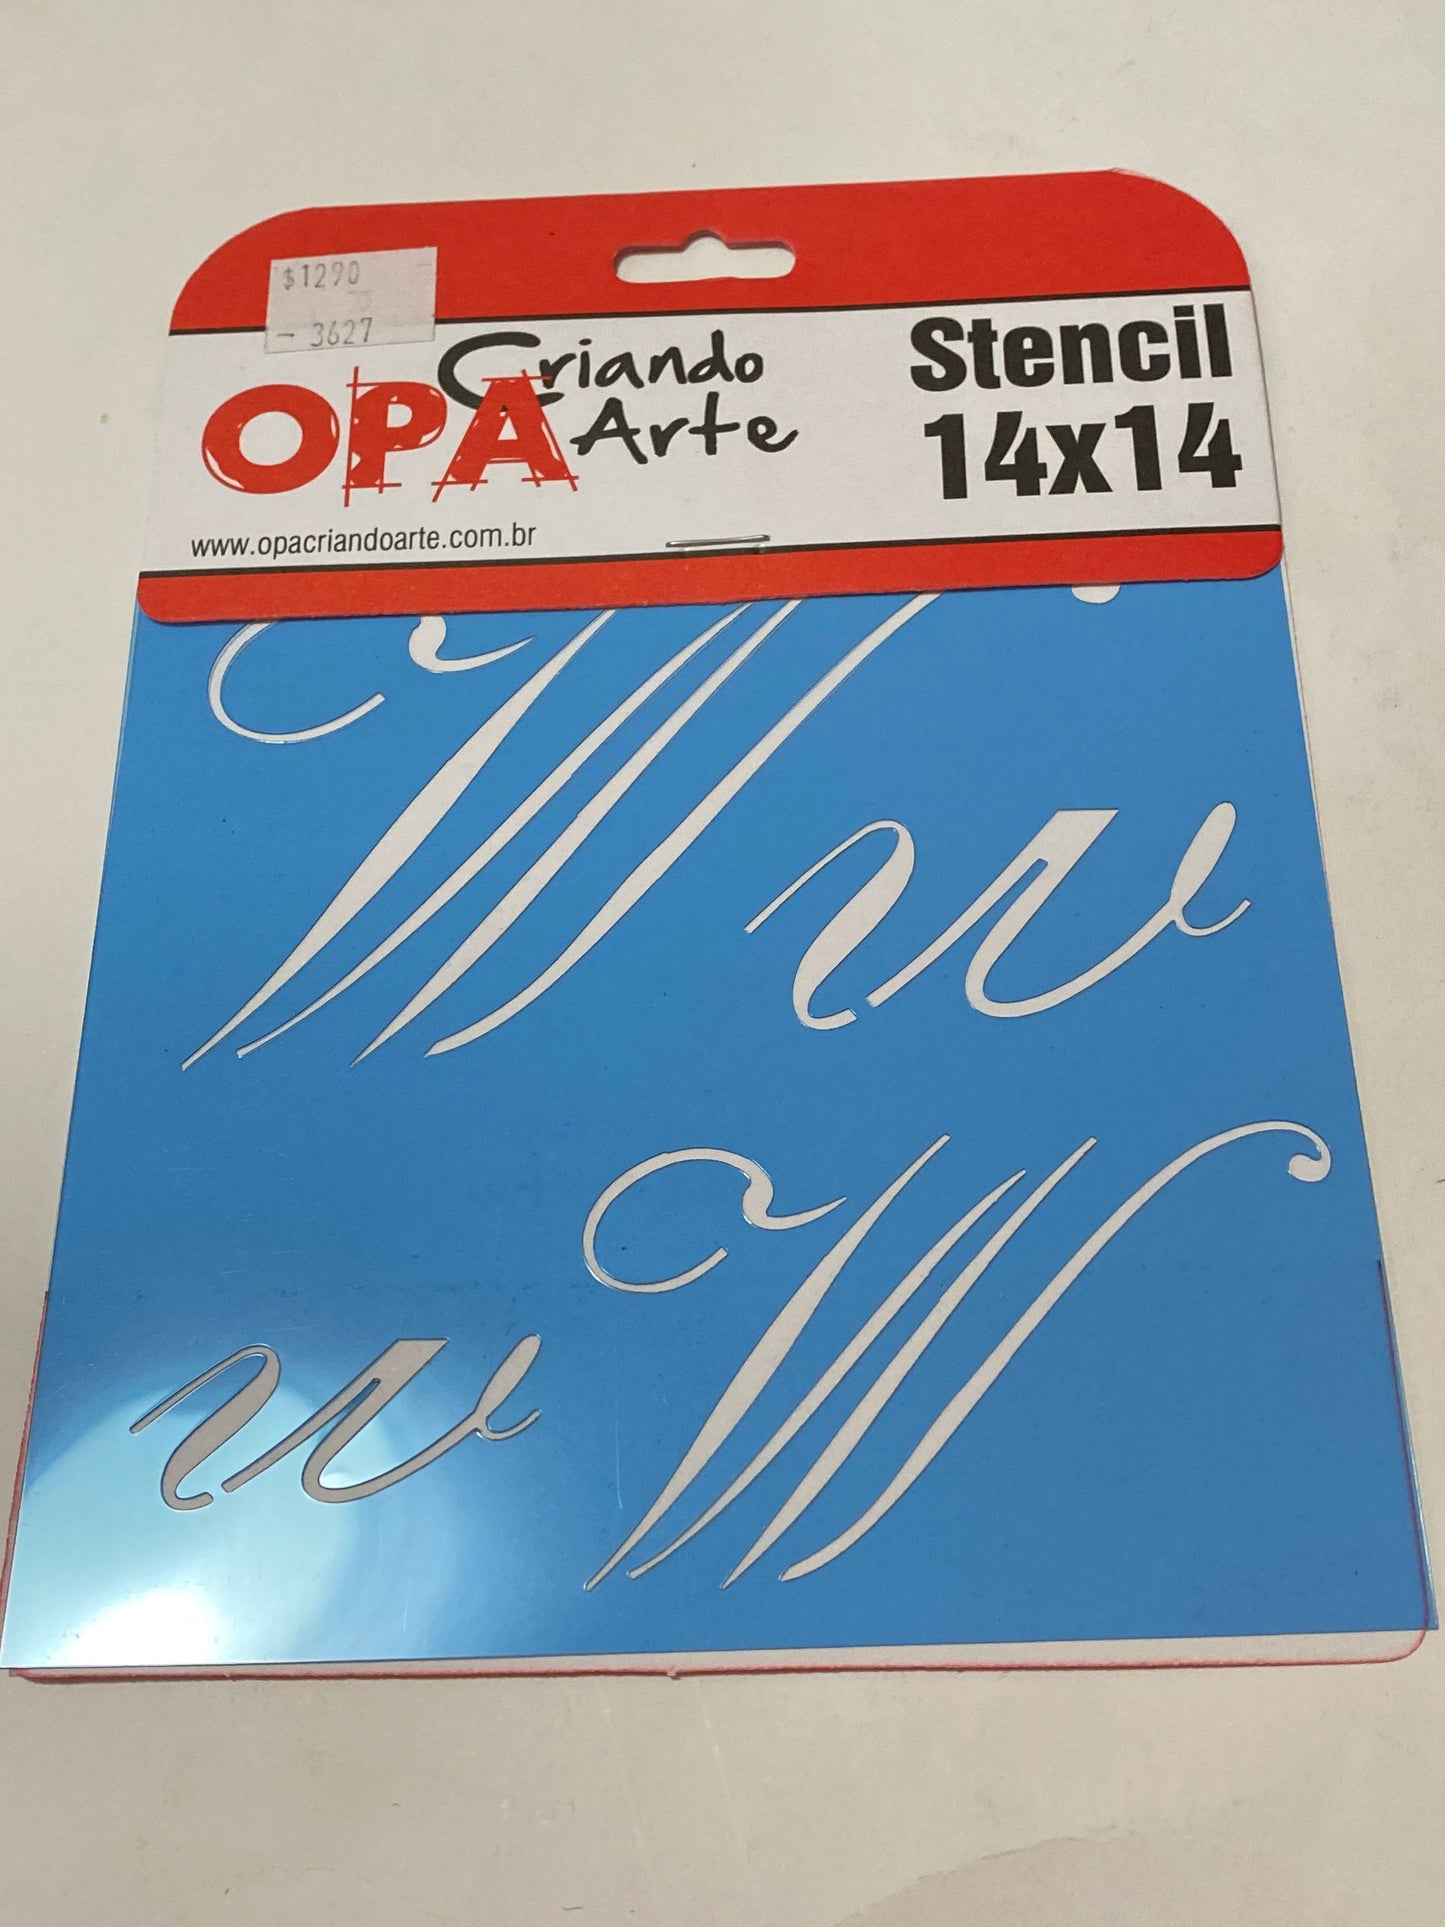 $1290
- 3627
OPA Criando
Arte
Stencil
14x14
www.opacriandoarte.com.br
W w
w W